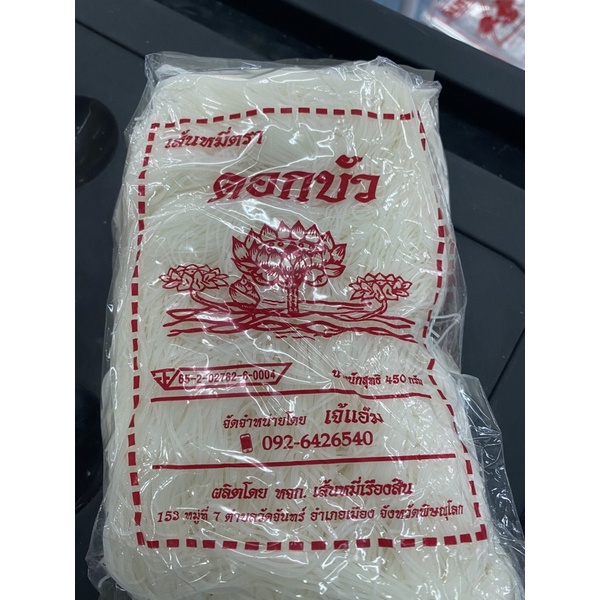 เส้นหมี่ตรา
ดอกบัว
65-2-02762-6-0004
น้ำหนักสุทธิ 450 กรัม
จัดจำหน่ายโดย เจ๊แอ๊ม
092-6426540
ผลิตโดย หจก. เส้นหมี่เรืองสิน
153 หมู่ที่ 7 ตำบลวัดจันทร์ อำเภอเมือง จังหวัดพิษณุโลก